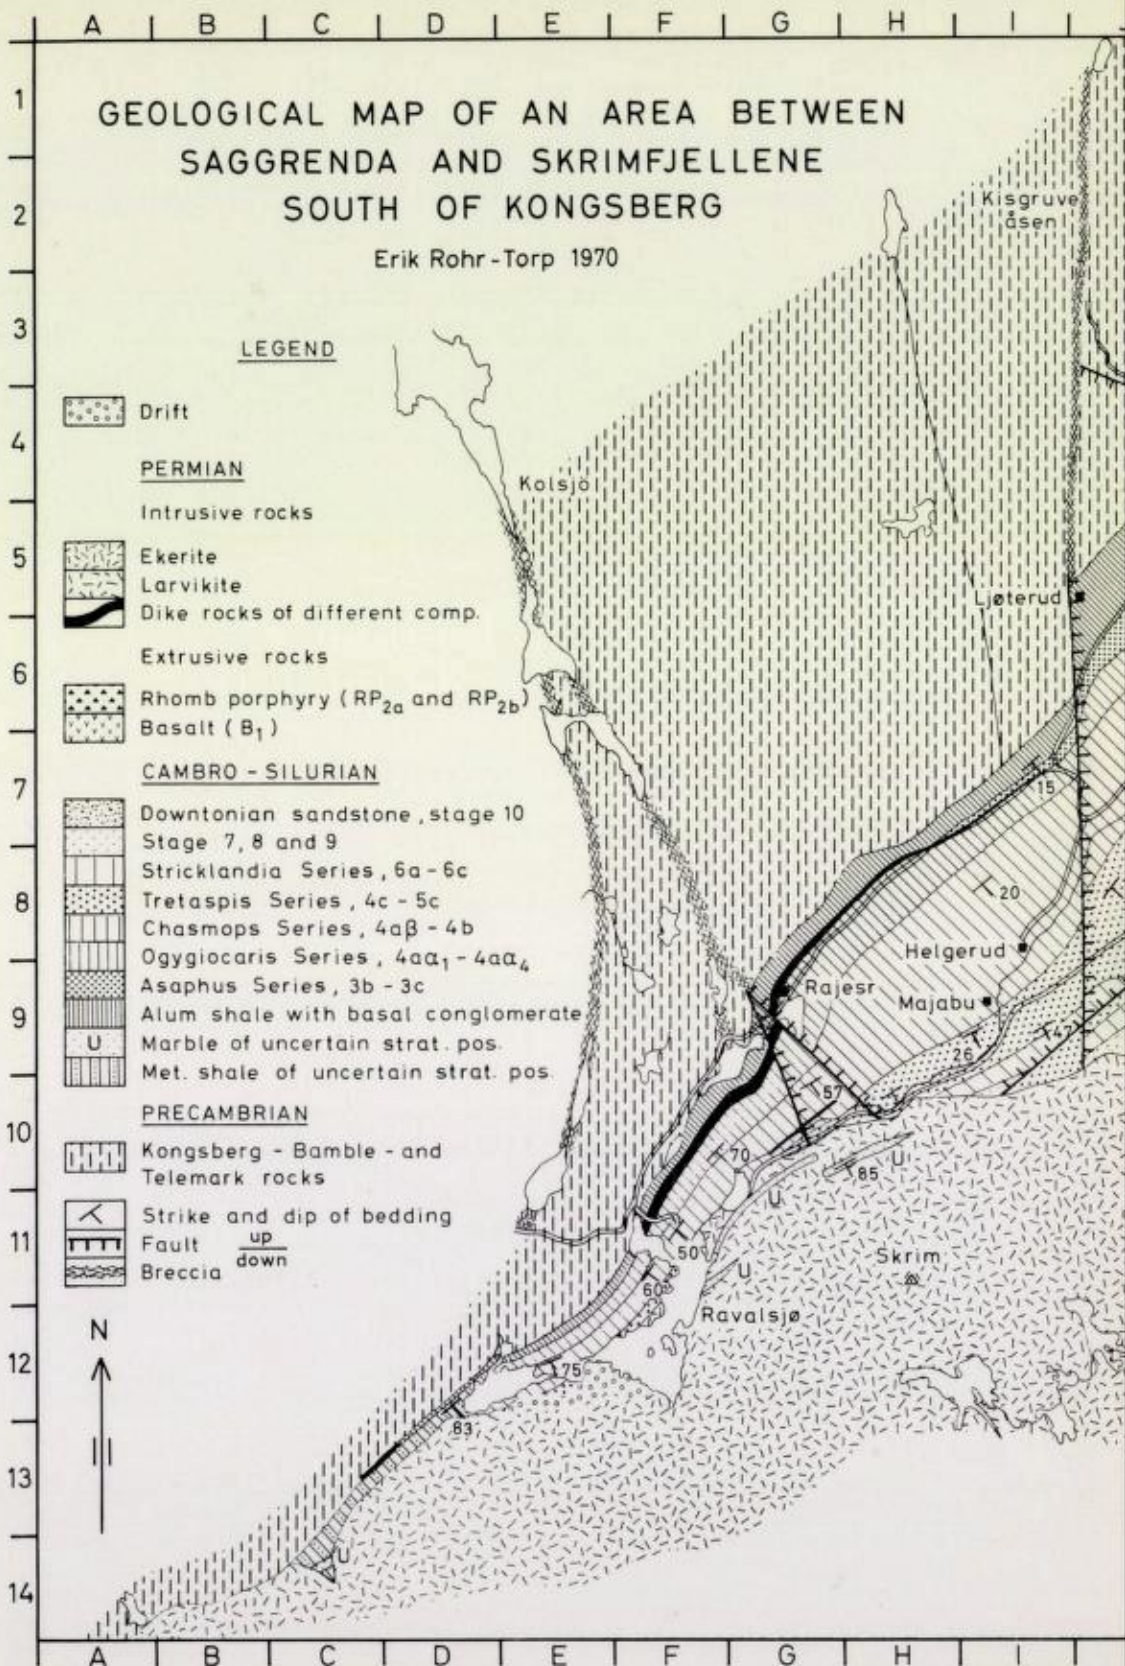 A B C D E F G H I J
1
2
3
4
5
6
7
8
9
10
11
12
13
14
GEOLOGICAL MAP OF AN AREA BETWEEN
SAGGRENDA AND SKRIMFJELLENE
SOUTH OF KONGSBERG
Erik Rohr-Torp 1970
LEGEND
Drift
PERMIAN
Intrusive rocks
Ekerite
Larvikite
Dike rocks of different comp.
Extrusive rocks
Rhomb porphyry (RP2a and RP2b)
Basalt (B1)
CAMBRO - SILURIAN
Downtonian sandstone, stage 10
Stage 7, 8 and 9
Stricklandia Series, 6a - 6c
Tretaspis Series, 4c - 5c
Chasmops Series, 4aβ - 4b
Ogygiocaris Series, 4aα1 - 4aα4
Asaphus Series, 3b - 3c
Alum shale with basal conglomerate
U Marble of uncertain strat. pos.
Met. shale of uncertain strat. pos.
PRECAMBRIAN
Kongsberg - Bamble - and
Telemark rocks
Strike and dip of bedding
Fault up
down
Breccia
N
Kisgruve
åsen
Kolsjö
Ljøterud
15
20
Helgerud
Rajesr
Majabu
47
26
57
70
85
U
U
50
Skrim
U
60
Ravalsjø
75
83
U
A B C D E F G H I